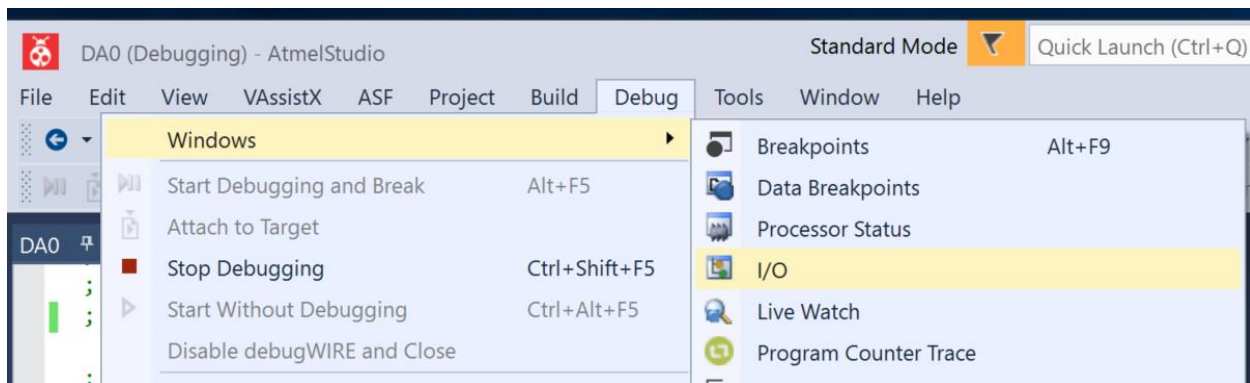 DA0 (Debugging) - AtmelStudio
Standard Mode
Quick Launch (Ctrl+Q)
File Edit View VAssistX ASF Project Build Debug Tools Window Help
Windows
Start Debugging and Break Alt+F5
Attach to Target
Stop Debugging Ctrl+Shift+F5
Start Without Debugging Ctrl+Alt+F5
Disable debugWIRE and Close
Breakpoints Alt+F9
Data Breakpoints
Processor Status
I/O
Live Watch
Program Counter Trace
DA0
;
;
;